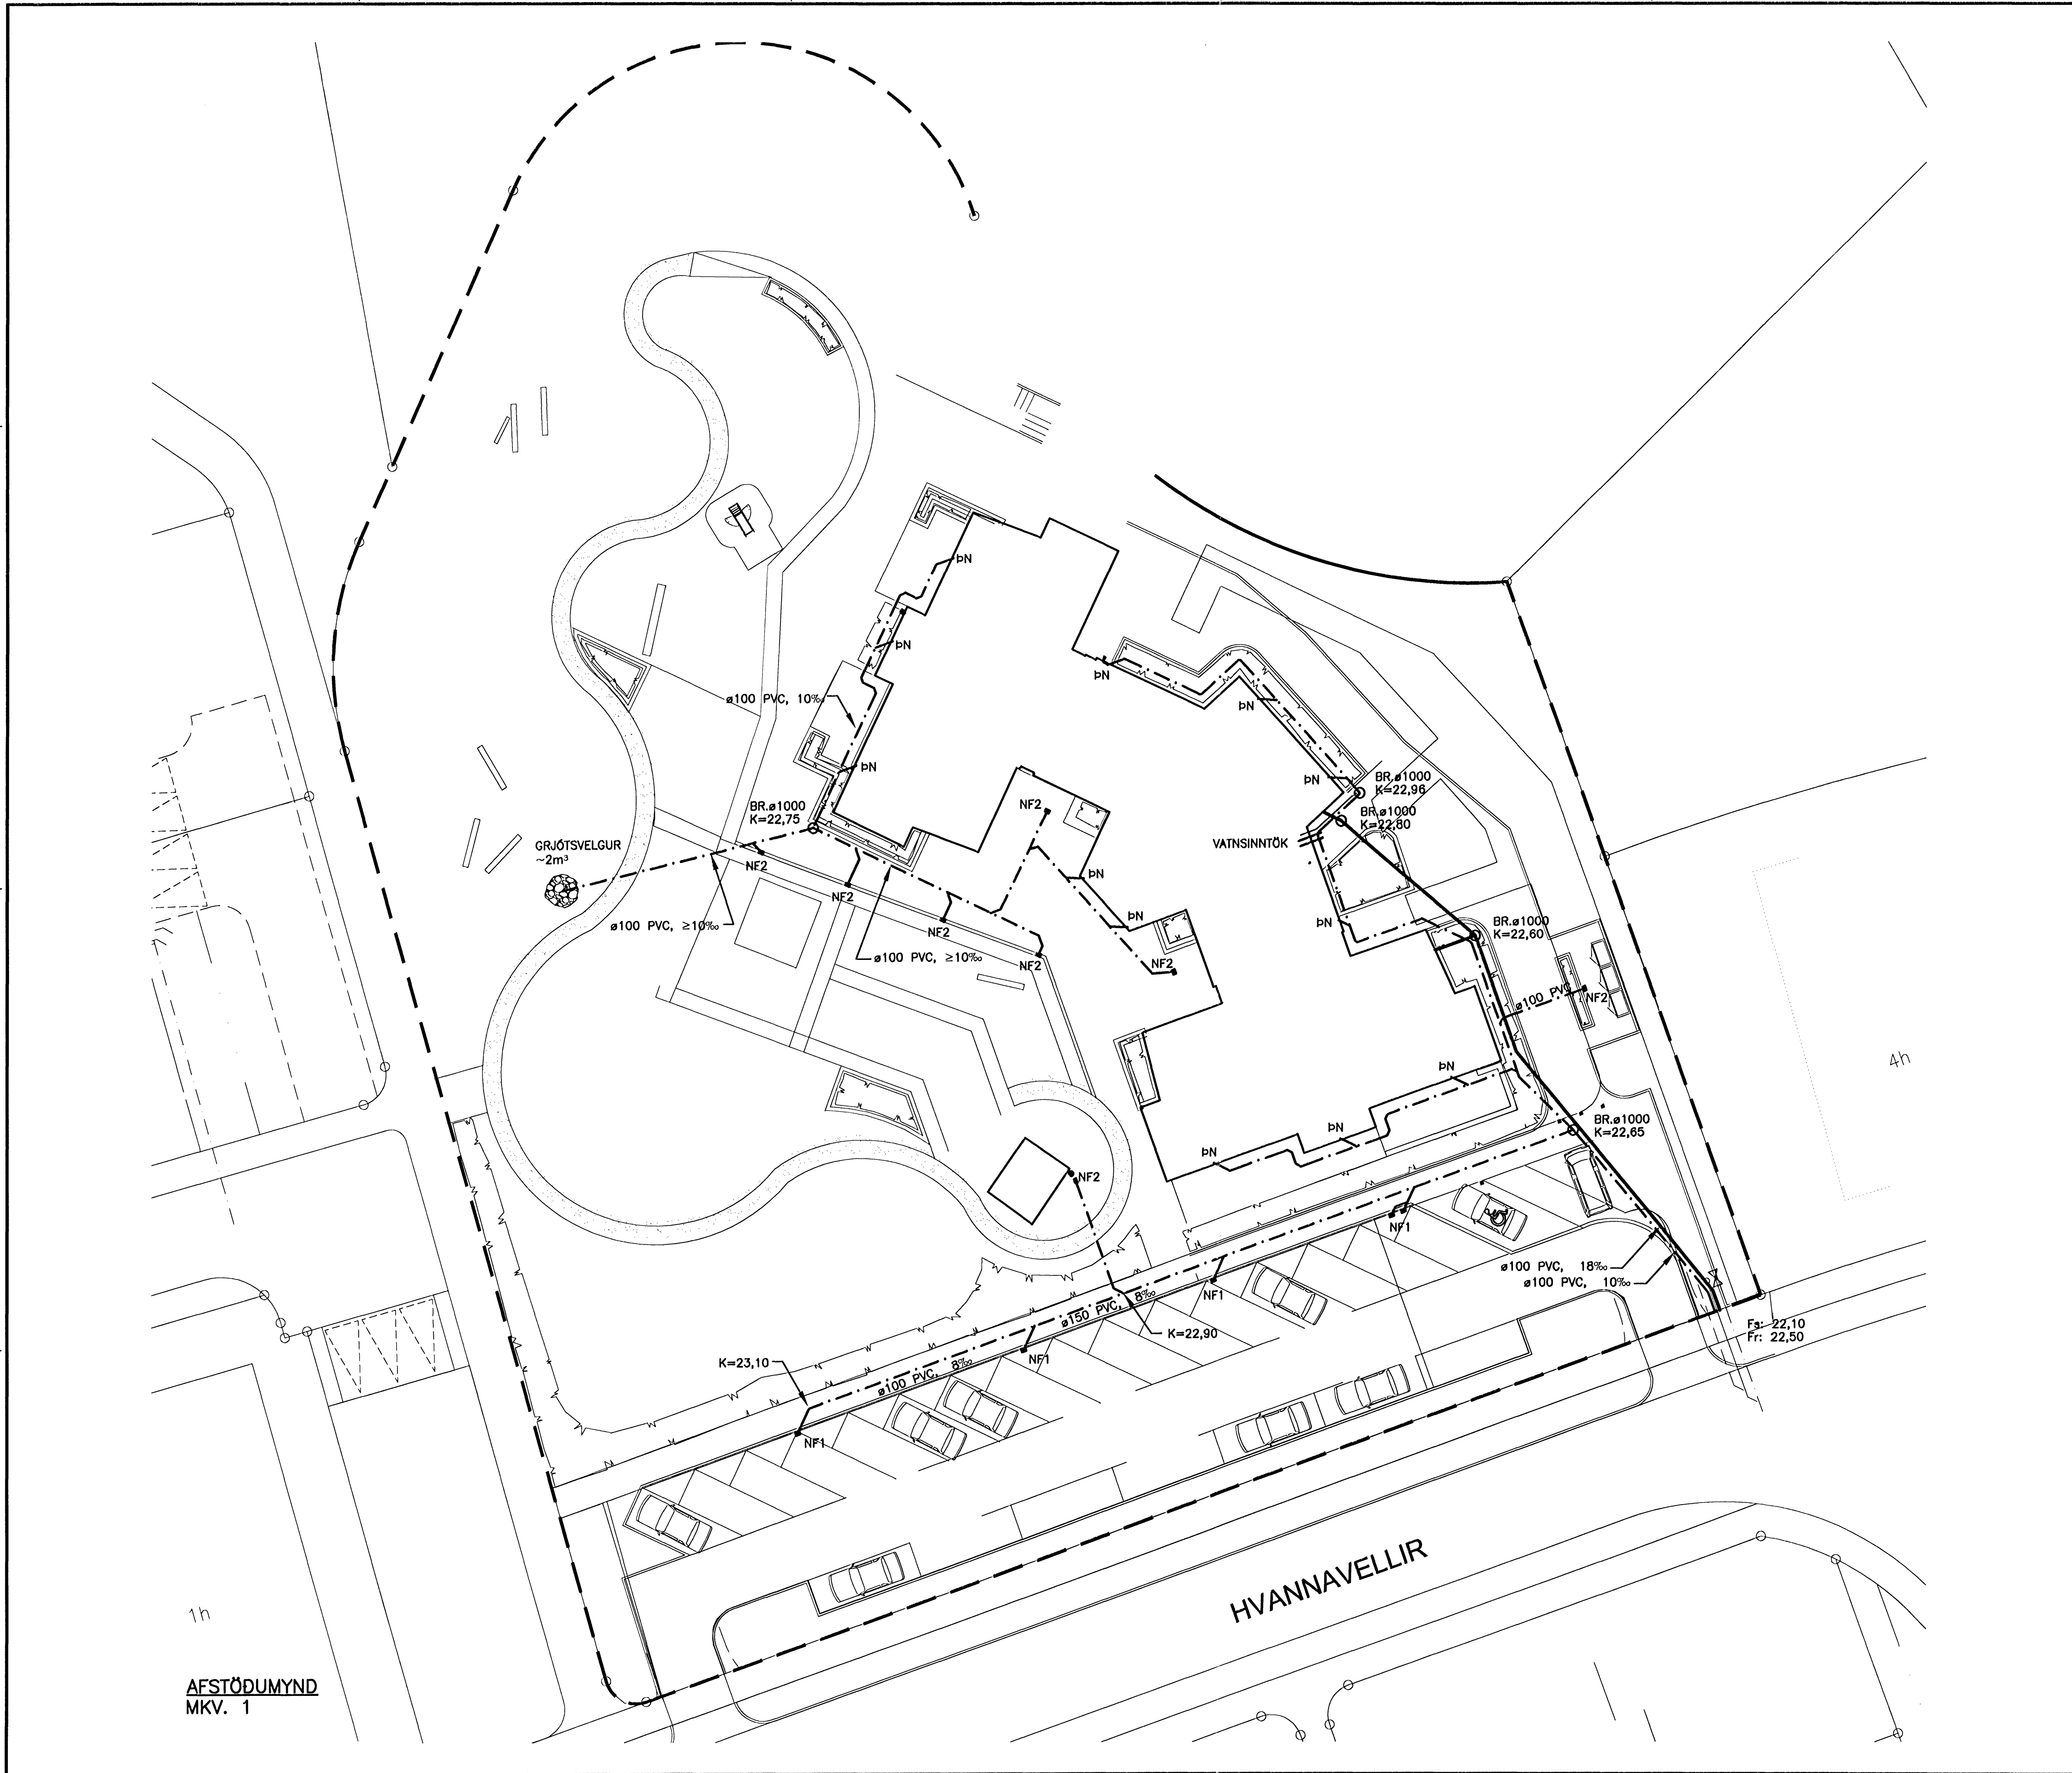 ÞN
ÞN
ø100 PVC, 10‰
ÞN
ÞN
ÞN
ÞN
BR.ø1000
K=22,96
BR.ø1000
K=22,80
BR.ø1000
K=22,75
NF2
VATNSINNTÖK
GRJÓTSVELGUR
~2m³
NF2
NF2
ÞN
ÞN
ÞN
BR.ø1000
K=22,60
ø100 PVC, ≥10‰
NF2
ø100 PVC, ≥10‰
NF2
NF2
ø100 PVC
NF2
4h
ÞN
BR.ø1000
K=22,65
ÞN
ÞN
NF2
NF1
ø100 PVC, 18‰
ø100 PVC, 10‰
NF1
ø150 PVC, 8‰
K=22,90
Fs: 22,10
Fr: 22,50
NF1
K=23,10
ø100 PVC, 8‰
NF1
HVANNAVELLIR
1h
AFSTÖÐUMYND
MKV. 1